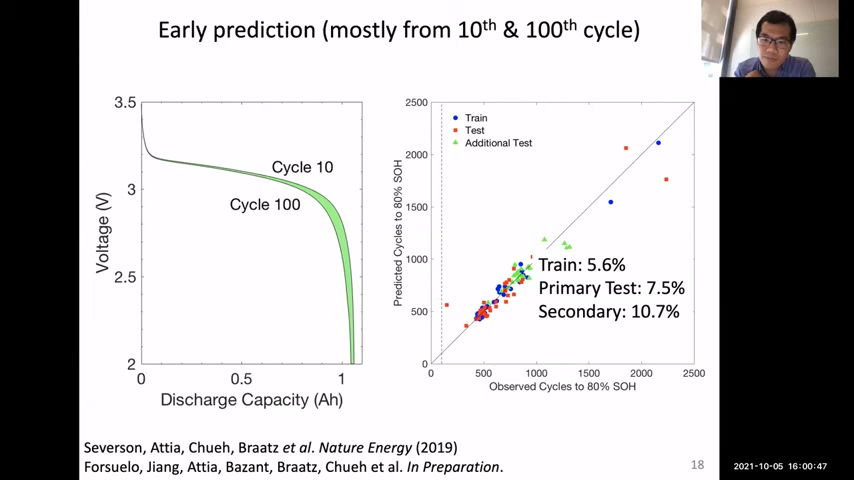 Early prediction (mostly from 10th & 100th cycle)
3.5
3
2.5
2
Voltage (V)
Cycle 10
Cycle 100
0
0.5
1
Discharge Capacity (Ah)
2500
2000
1500
1000
500
0
Predicted Cycles to 80% SOH
Train
Test
Additional Test
Train: 5.6%
Primary Test: 7.5%
Secondary: 10.7%
0
500
1000
1500
2000
2500
Observed Cycles to 80% SOH
Severson, Attia, Chueh, Braatz et al. Nature Energy (2019)
Forsuelo, Jiang, Attia, Bazant, Braatz, Chueh et al. In Preparation.
18
2021-10-05 16:00:47